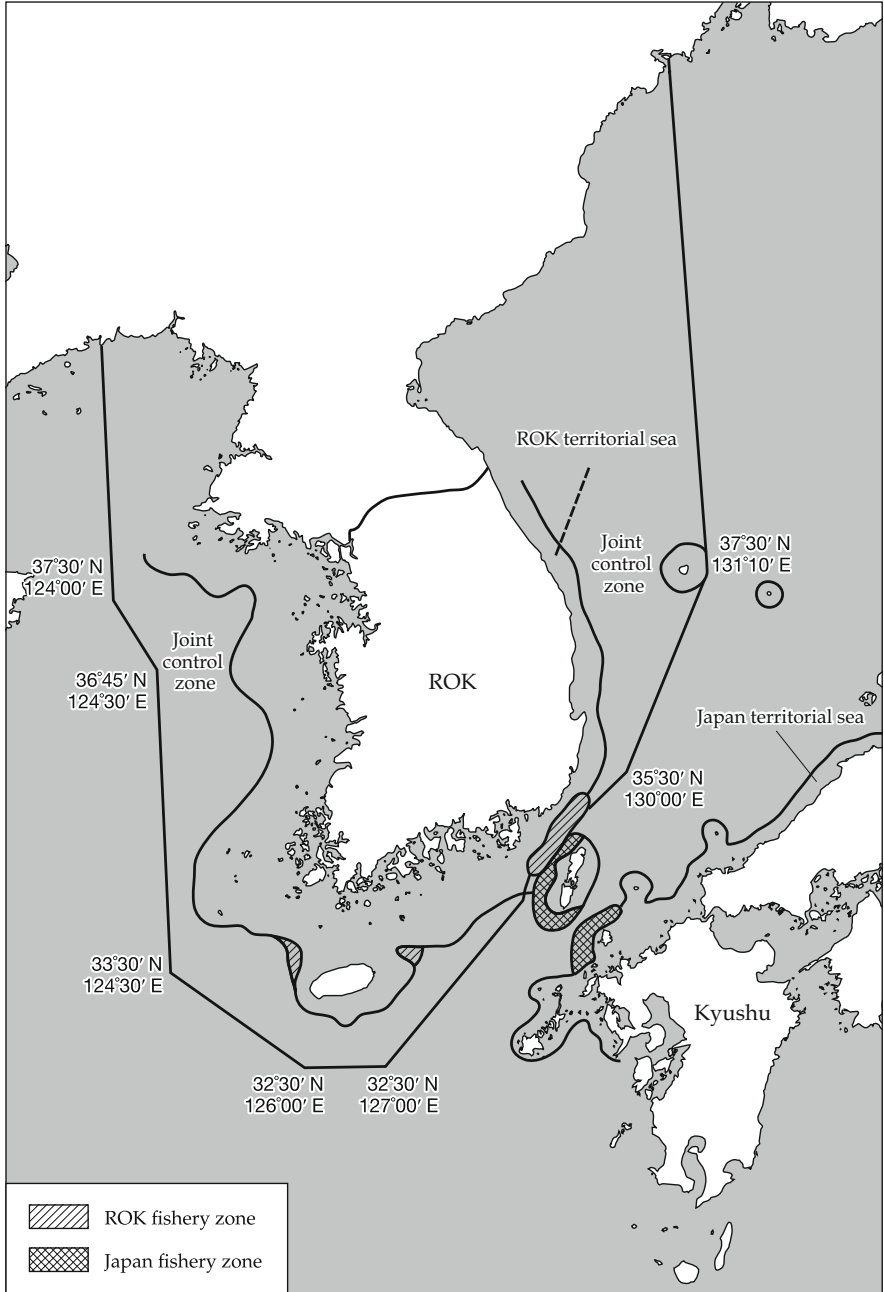 ROK territorial sea
Joint
control
zone
37°30′ N
131°10′ E
37°30′ N
124°00′ E
Joint
control
zone
36°45′ N
124°30′ E
ROK
Japan territorial sea
35°30′ N
130°00′ E
33°30′ N
124°30′ E
Kyushu
32°30′ N
126°00′ E
32°30′ N
127°00′ E
ROK fishery zone
Japan fishery zone